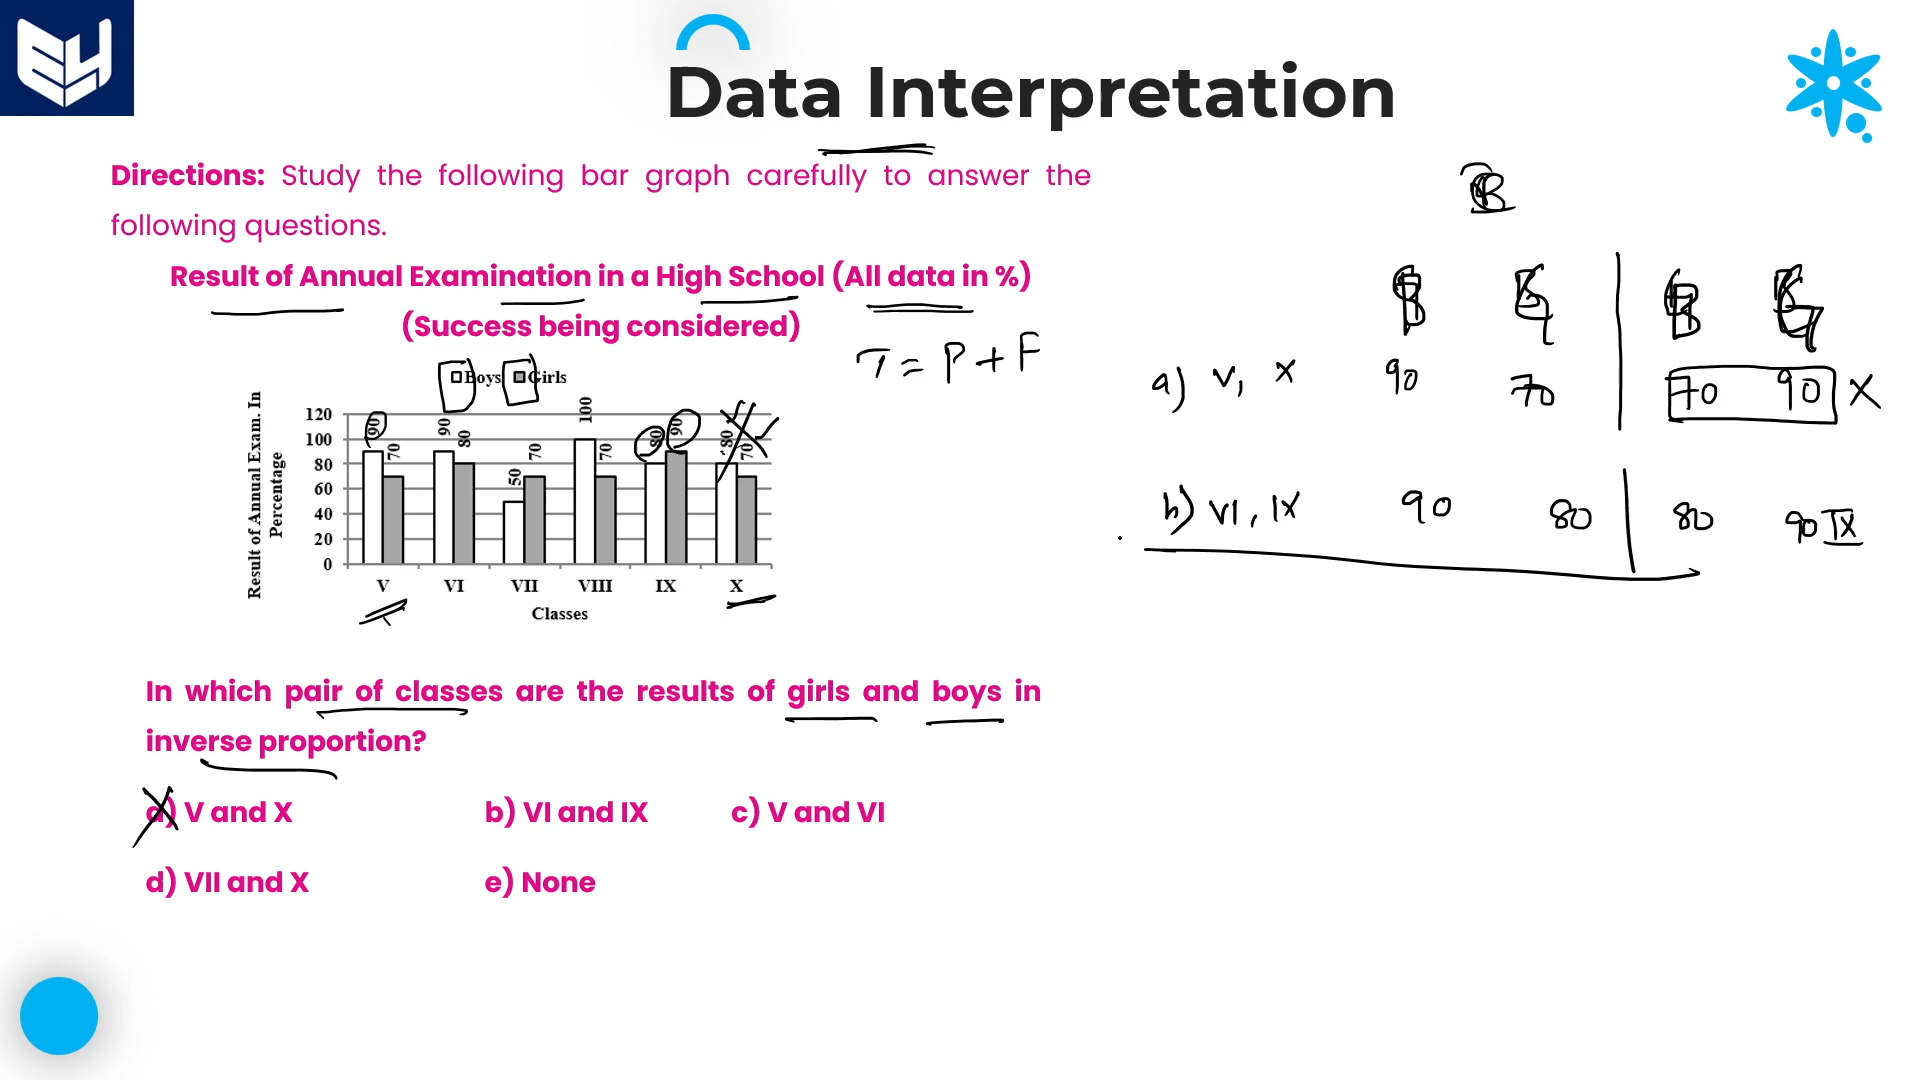 Data Interpretation
Directions: Study the following bar graph carefully to answer the
following questions.
Result of Annual Examination in a High School (All data in %)
(Success being considered)
T = P + F
Boys Girls
Result of Annual Exam. In
Percentage
120
100
80
60
40
20
0
90 70 90 80 50 70 100 70 80 90 80 70
V VI VII VIII IX X
Classes
a) V, X 90 70 70 90 X
b) VI, IX 90 80 80 90 IX
In which pair of classes are the results of girls and boys in
inverse proportion?
a) V and X b) VI and IX c) V and VI
d) VII and X e) None